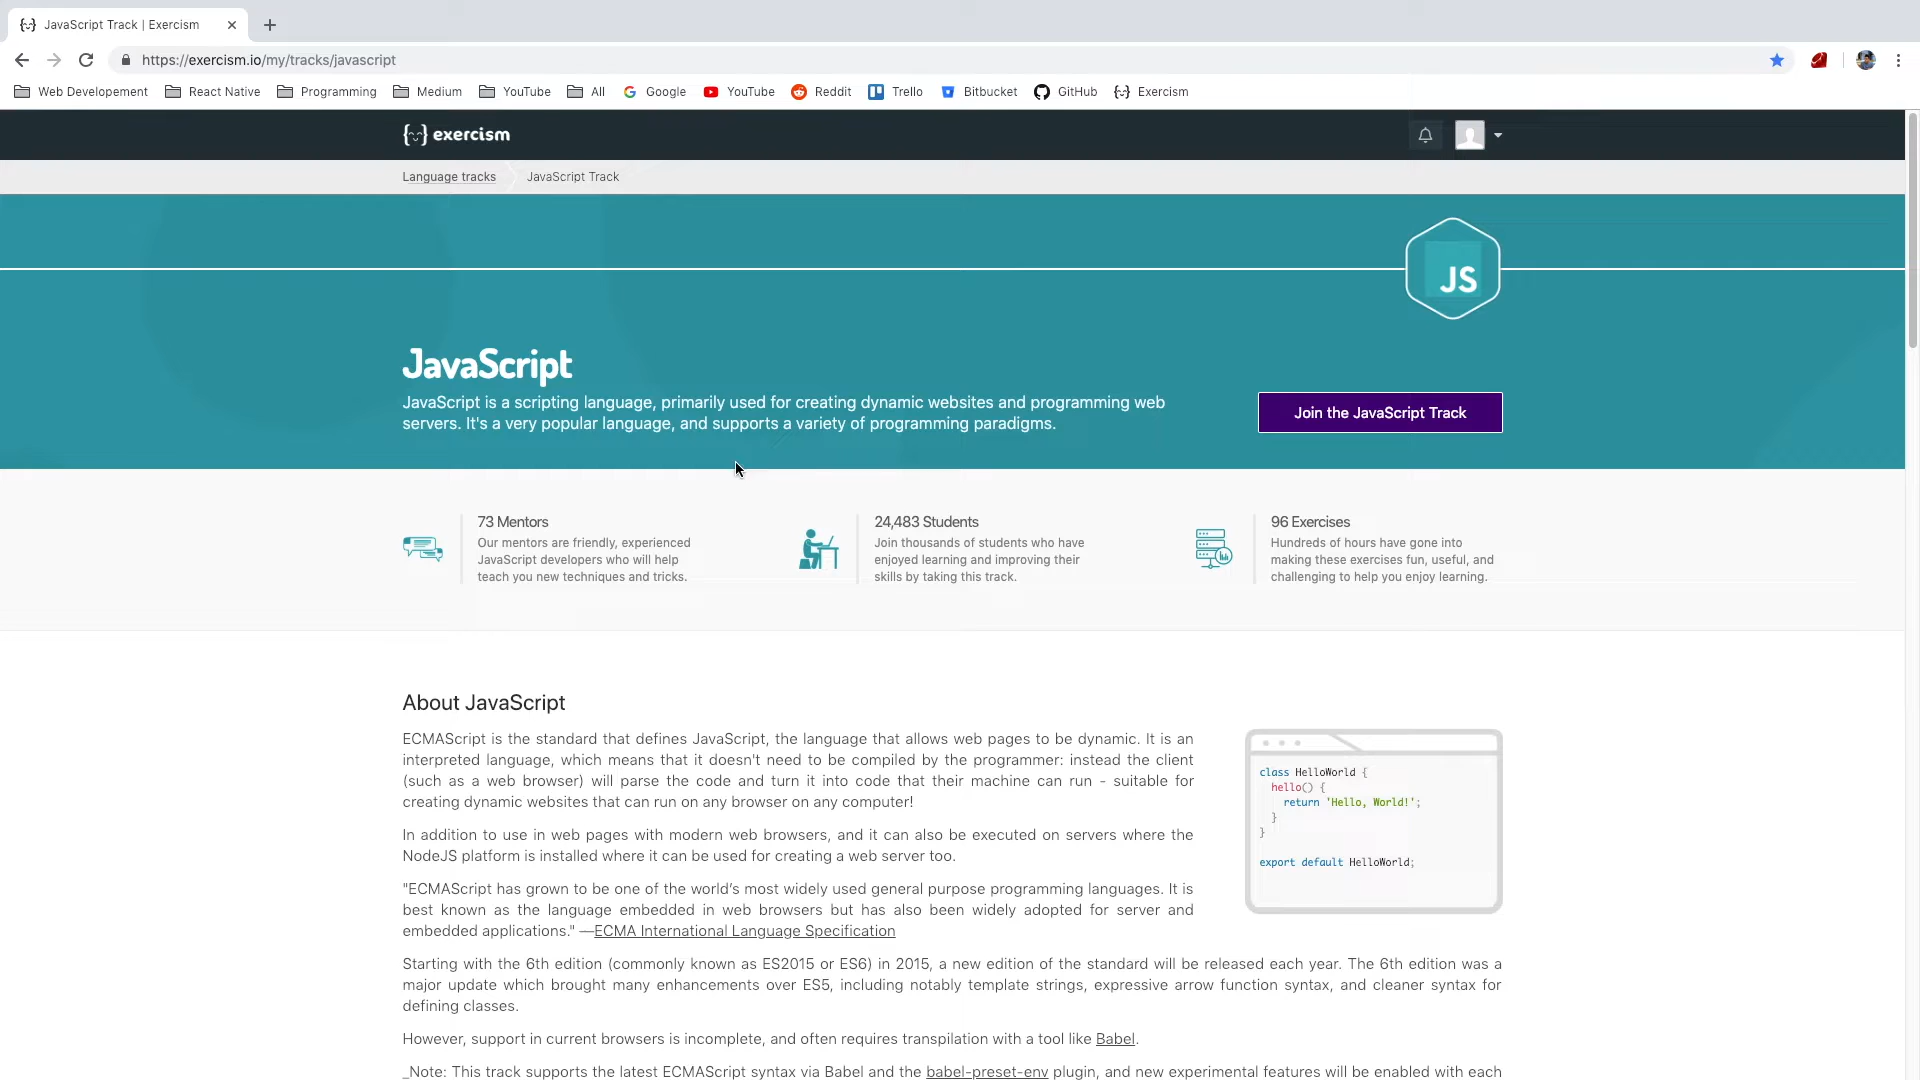 JavaScript Track | Exercism
https://exercism.io/my/tracks/javascript
Web Developement React Native Programming Medium YouTube All Google YouTube Reddit Trello Bitbucket GitHub Exercism
exercism
Language tracks JavaScript Track
JS
JavaScript
JavaScript is a scripting language, primarily used for creating dynamic websites and programming web
servers. It's a very popular language, and supports a variety of programming paradigms.
Join the JavaScript Track
73 Mentors
Our mentors are friendly, experienced
JavaScript developers who will help
teach you new techniques and tricks.
24,483 Students
Join thousands of students who have
enjoyed learning and improving their
skills by taking this track.
96 Exercises
Hundreds of hours have gone into
making these exercises fun, useful, and
challenging to help you enjoy learning.
About JavaScript
ECMAScript is the standard that defines JavaScript, the language that allows web pages to be dynamic. It is an
interpreted language, which means that it doesn't need to be compiled by the programmer: instead the client
(such as a web browser) will parse the code and turn it into code that their machine can run - suitable for
creating dynamic websites that can run on any browser on any computer!
In addition to use in web pages with modern web browsers, and it can also be executed on servers where the
NodeJS platform is installed where it can be used for creating a web server too.
"ECMAScript has grown to be one of the world's most widely used general purpose programming languages. It is
best known as the language embedded in web browsers but has also been widely adopted for server and
embedded applications." —ECMA International Language Specification
class HelloWorld {
hello() {
return 'Hello, World!';
}
}
export default HelloWorld;
Starting with the 6th edition (commonly known as ES2015 or ES6) in 2015, a new edition of the standard will be released each year. The 6th edition was a
major update which brought many enhancements over ES5, including notably template strings, expressive arrow function syntax, and cleaner syntax for
defining classes.
However, support in current browsers is incomplete, and often requires transpilation with a tool like Babel.
_Note: This track supports the latest ECMAScript syntax via Babel and the babel-preset-env plugin, and new experimental features will be enabled with each